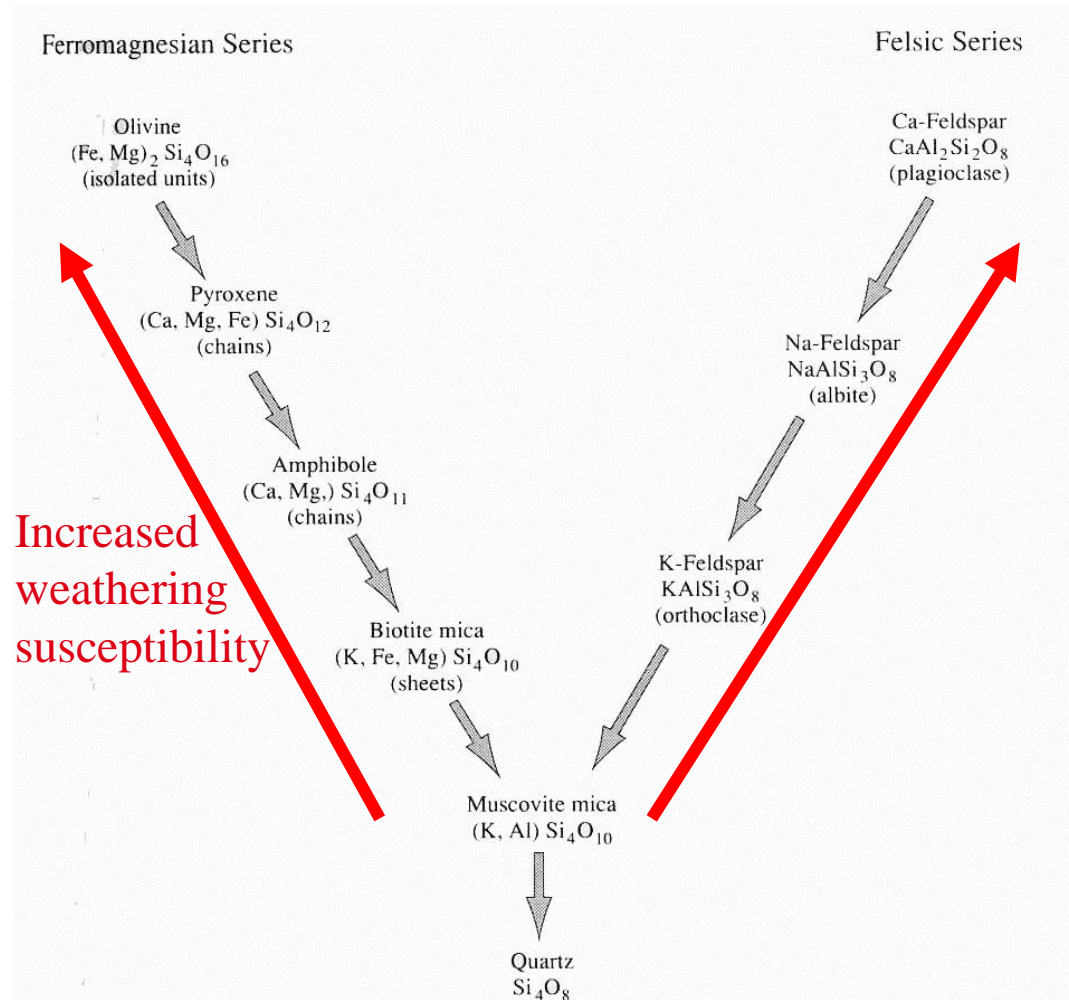 Ferromagnesian Series
Felsic Series
Olivine
(Fe, Mg)₂ Si₄O₁₆
(isolated units)
Ca-Feldspar
CaAl₂Si₂O₈
(plagioclase)
Pyroxene
(Ca, Mg, Fe) Si₄O₁₂
(chains)
Na-Feldspar
NaAlSi₃O₈
(albite)
Amphibole
(Ca, Mg,) Si₄O₁₁
(chains)
Increased
weathering
susceptibility
K-Feldspar
KAlSi₃O₈
(orthoclase)
Biotite mica
(K, Fe, Mg) Si₄O₁₀
(sheets)
Muscovite mica
(K, Al) Si₄O₁₀
Quartz
Si₄O₈